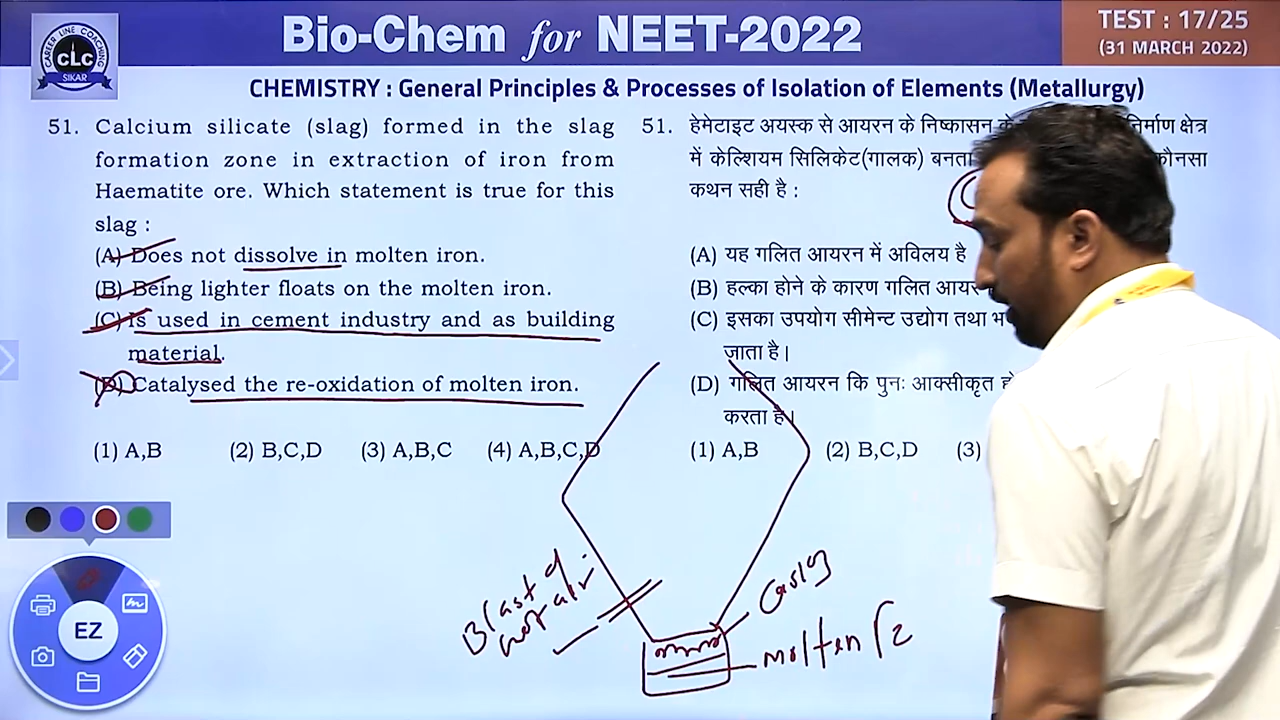 CAREER LINE COACHING
CLC
SIKAR
Bio-Chem for NEET-2022
TEST : 17/25
(31 MARCH 2022)
CHEMISTRY : General Principles & Processes of Isolation of Elements (Metallurgy)
51. Calcium silicate (slag) formed in the slag
formation zone in extraction of iron from
Haematite ore. Which statement is true for this
slag :
(A) Does not dissolve in molten iron.
(B) Being lighter floats on the molten iron.
(C) Is used in cement industry and as building
material.
(D) Catalysed the re-oxidation of molten iron.
(1) A,B (2) B,C,D (3) A,B,C (4) A,B,C,D
51. हेमेटाइट अयस्क से आयरन के निष्कासन निर्माण क्षेत्र
में केल्शियम सिलिकेट(गालक) बनता कौनसा
कथन सही है :
(A) यह गलित आयरन में अविलय है
(B) हल्का होने के कारण गलित
(C) इसका उपयोग सीमेन्ट उद्योग तथा
जाता है।
(D) गलित आयरन कि पुनः आक्सीकृत
करता है।
(1) A,B (2) B,C,D (3)
Blast of
hot air
CaSiO3
molten Fe
EZ